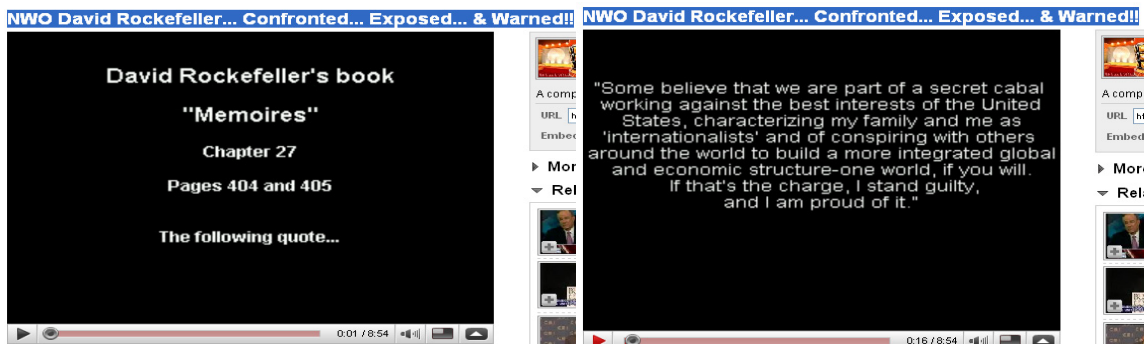 NWO David Rockefeller... Confronted... Exposed... & Warned!!
David Rockefeller's book
"Memoires"
Chapter 27
Pages 404 and 405
The following quote...
0:01 / 8:54
A comp
URL
Embed
Mor
Rel
NWO David Rockefeller... Confronted... Exposed... & Warned!!
"Some believe that we are part of a secret cabal
working against the best interests of the United
States, characterizing my family and me as
'internationalists' and of conspiring with others
around the world to build a more integrated global
and economic structure-one world, if you will.
If that's the charge, I stand guilty,
and I am proud of it."
0:16 / 8:54
A comp
URL
Embed
More
Rela